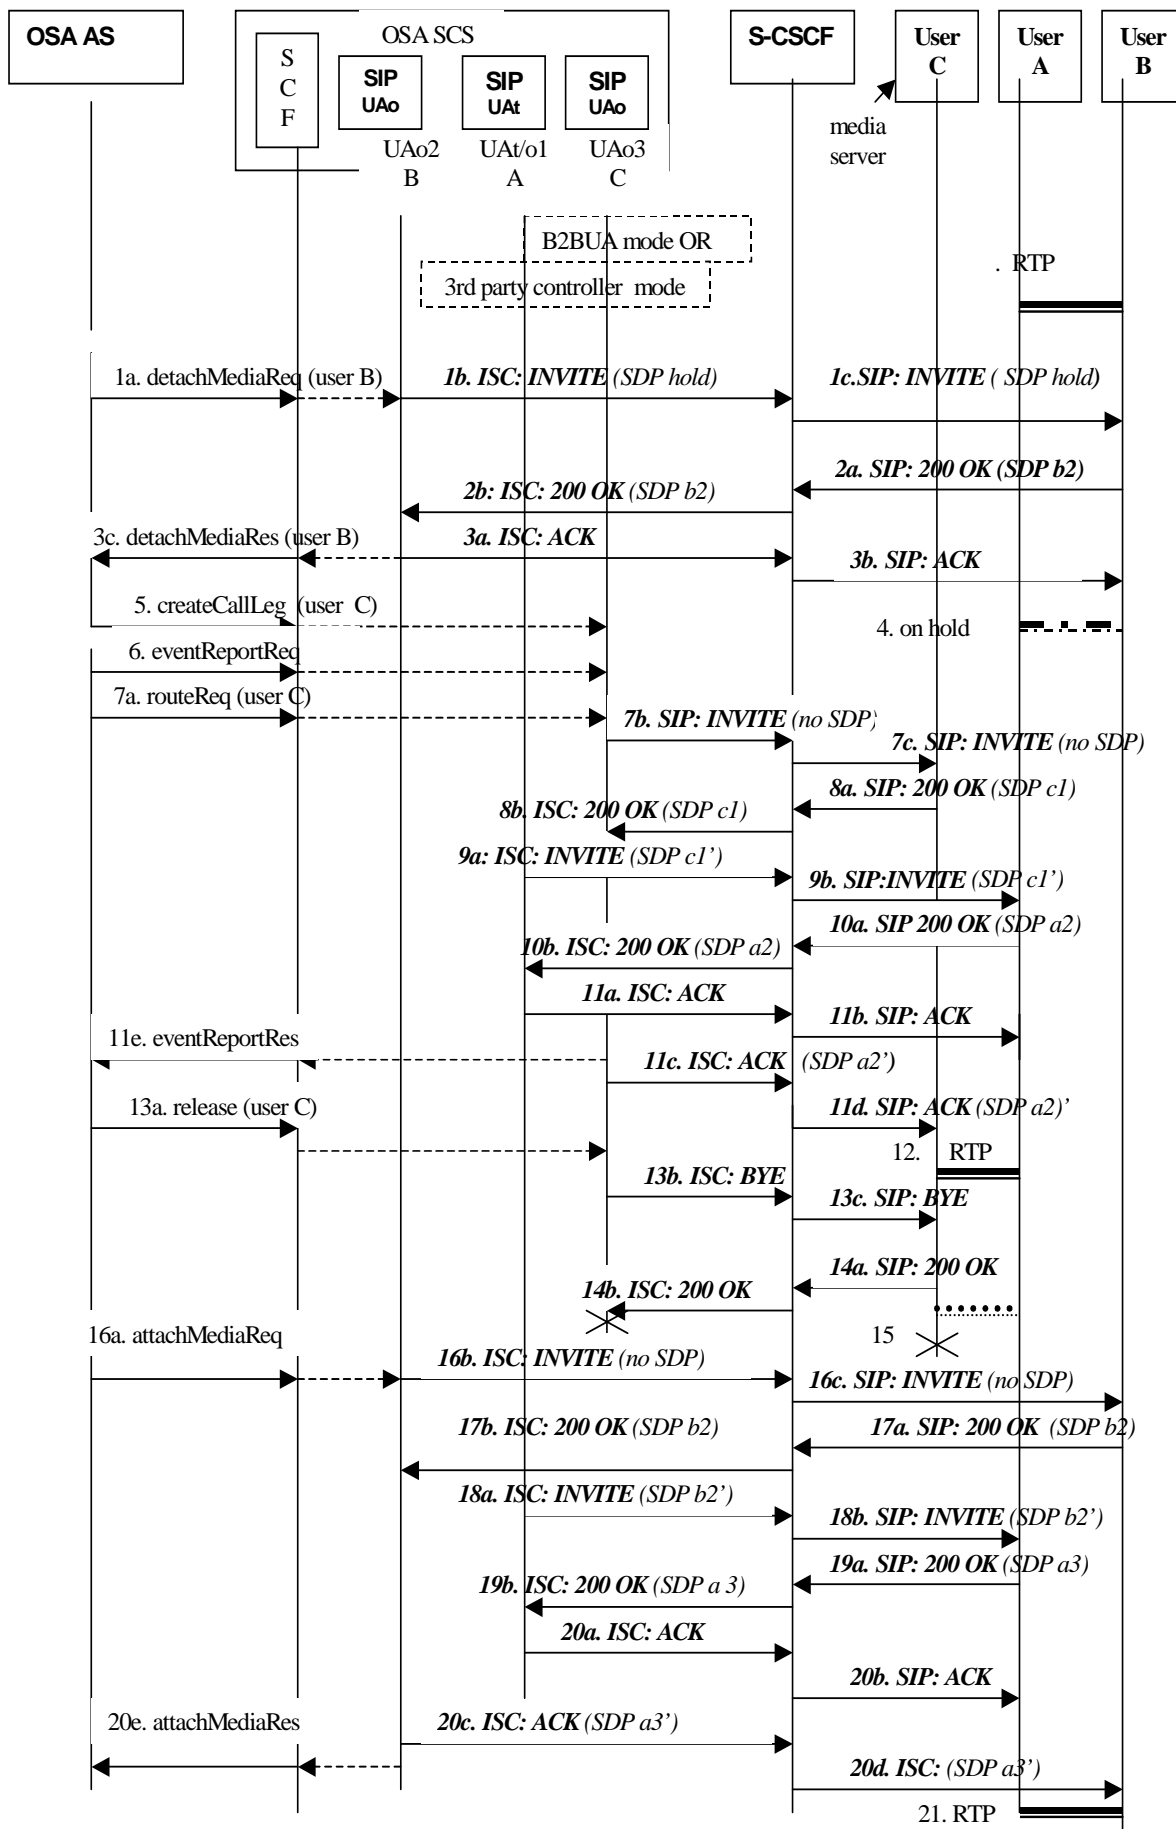 OSA AS
OSA SCS
S-CSCF
User C
User A
User B
S C F
SIP UAo
SIP UAt
SIP UAo
UAo2 B
UAt/o1 A
UAo3 C
media server
B2BUA mode OR
3rd party controller mode
. RTP
1a. detachMediaReq (user B)
1b. ISC: INVITE (SDP hold)
1c.SIP: INVITE ( SDP hold)
2a. SIP: 200 OK (SDP b2)
2b: ISC: 200 OK (SDP b2)
3c. detachMediaRes (user B)
3a. ISC: ACK
3b. SIP: ACK
5. createCallLeg (user C)
4. on hold
6. eventReportReq
7a. routeReq (user C)
7b. SIP: INVITE (no SDP)
7c. SIP: INVITE (no SDP)
8a. SIP: 200 OK (SDP c1)
8b. ISC: 200 OK (SDP c1)
9a: ISC: INVITE (SDP c1’)
9b. SIP:INVITE (SDP c1’)
10a. SIP 200 OK (SDP a2)
10b. ISC: 200 OK (SDP a2)
11a. ISC: ACK
11b. SIP: ACK
11e. eventReportRes
11c. ISC: ACK (SDP a2’)
13a. release (user C)
11d. SIP: ACK (SDP a2)’
12. RTP
13b. ISC: BYE
13c. SIP: BYE
14a. SIP: 200 OK
14b. ISC: 200 OK
15
16a. attachMediaReq
16b. ISC: INVITE (no SDP)
16c. SIP: INVITE (no SDP)
17b. ISC: 200 OK (SDP b2)
17a. SIP: 200 OK (SDP b2)
18a. ISC: INVITE (SDP b2’)
18b. SIP: INVITE (SDP b2’)
19a. SIP: 200 OK (SDP a3)
19b. ISC: 200 OK (SDP a 3)
20a. ISC: ACK
20b. SIP: ACK
20e. attachMediaRes
20c. ISC: ACK (SDP a3’)
20d. ISC: (SDP a3’)
21. RTP